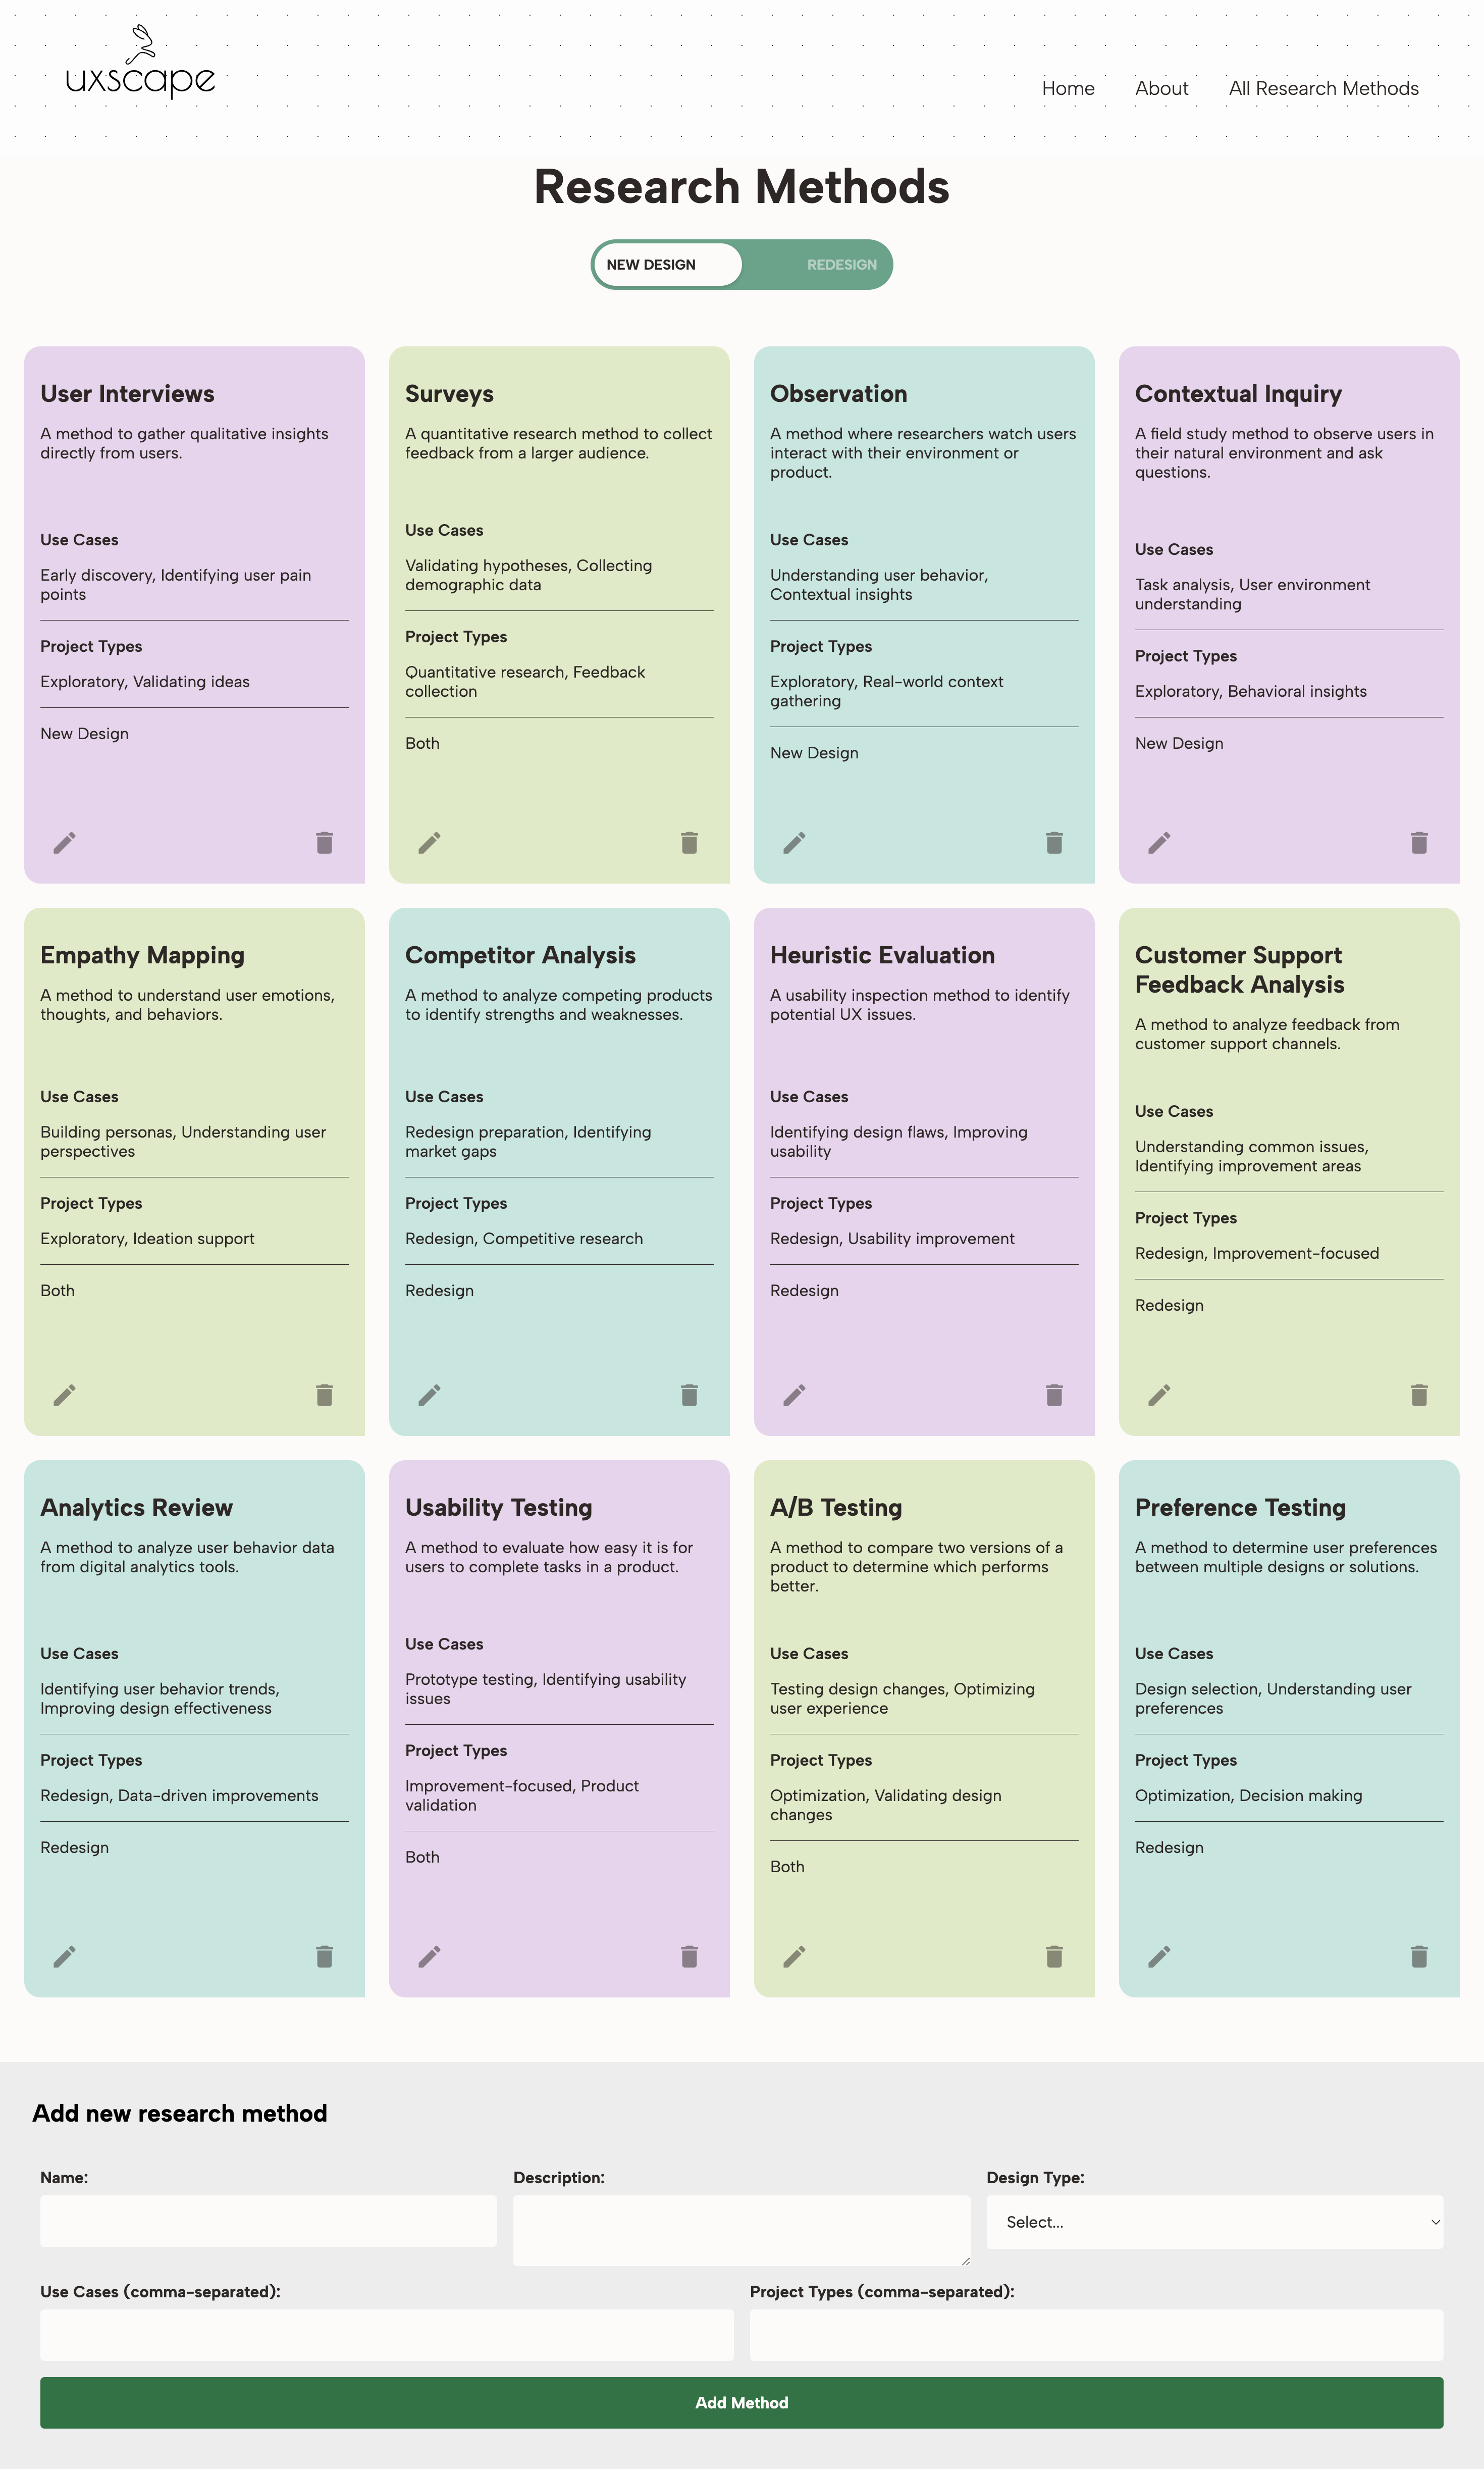 uxscape
Home
About
All Research Methods
Research Methods
NEW DESIGN
REDESIGN
User Interviews
A method to gather qualitative insights
directly from users.
Use Cases
Early discovery, Identifying user pain
points
Project Types
Exploratory, Validating ideas
New Design
Surveys
A quantitative research method to collect
feedback from a larger audience.
Use Cases
Validating hypotheses, Collecting
demographic data
Project Types
Quantitative research, Feedback
collection
Both
Observation
A method where researchers watch users
interact with their environment or
product.
Use Cases
Understanding user behavior,
Contextual insights
Project Types
Exploratory, Real-world context
gathering
New Design
Contextual Inquiry
A field study method to observe users in
their natural environment and ask
questions.
Use Cases
Task analysis, User environment
understanding
Project Types
Exploratory, Behavioral insights
New Design
Empathy Mapping
A method to understand user emotions,
thoughts, and behaviors.
Use Cases
Building personas, Understanding user
perspectives
Project Types
Exploratory, Ideation support
Both
Competitor Analysis
A method to analyze competing products
to identify strengths and weaknesses.
Use Cases
Redesign preparation, Identifying
market gaps
Project Types
Redesign, Competitive research
Redesign
Heuristic Evaluation
A usability inspection method to identify
potential UX issues.
Use Cases
Identifying design flaws, Improving
usability
Project Types
Redesign, Usability improvement
Redesign
Customer Support
Feedback Analysis
A method to analyze feedback from
customer support channels.
Use Cases
Understanding common issues,
Identifying improvement areas
Project Types
Redesign, Improvement-focused
Redesign
Analytics Review
A method to analyze user behavior data
from digital analytics tools.
Use Cases
Identifying user behavior trends,
Improving design effectiveness
Project Types
Redesign, Data-driven improvements
Redesign
Usability Testing
A method to evaluate how easy it is for
users to complete tasks in a product.
Use Cases
Prototype testing, Identifying usability
issues
Project Types
Improvement-focused, Product
validation
Both
A/B Testing
A method to compare two versions of a
product to determine which performs
better.
Use Cases
Testing design changes, Optimizing
user experience
Project Types
Optimization, Validating design
changes
Both
Preference Testing
A method to determine user preferences
between multiple designs or solutions.
Use Cases
Design selection, Understanding user
preferences
Project Types
Optimization, Decision making
Redesign
Add new research method
Name:
Description:
Design Type:
Select...
Use Cases (comma-separated):
Project Types (comma-separated):
Add Method